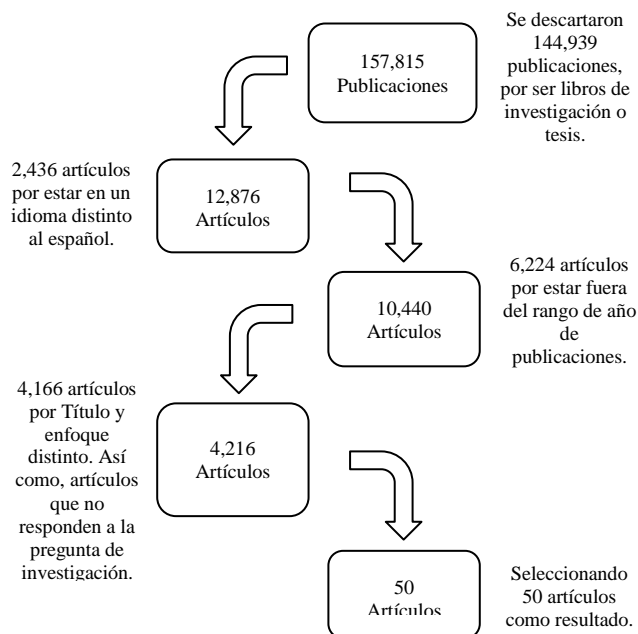 157,815
Publicaciones
Se descartaron
144,939
publicaciones,
por ser libros de
investigación o
tesis.
2,436 artículos
por estar en un
idioma distinto
al español.
12,876
Artículos
10,440
Artículos
6,224 artículos
por estar fuera
del rango de año
de
publicaciones.
4,166 artículos
por Título y
enfoque
distinto. Así
como, artículos
que no
responden a la
pregunta de
investigación.
4,216
Artículos
50
Artículos
Seleccionando
50 artículos
como resultado.